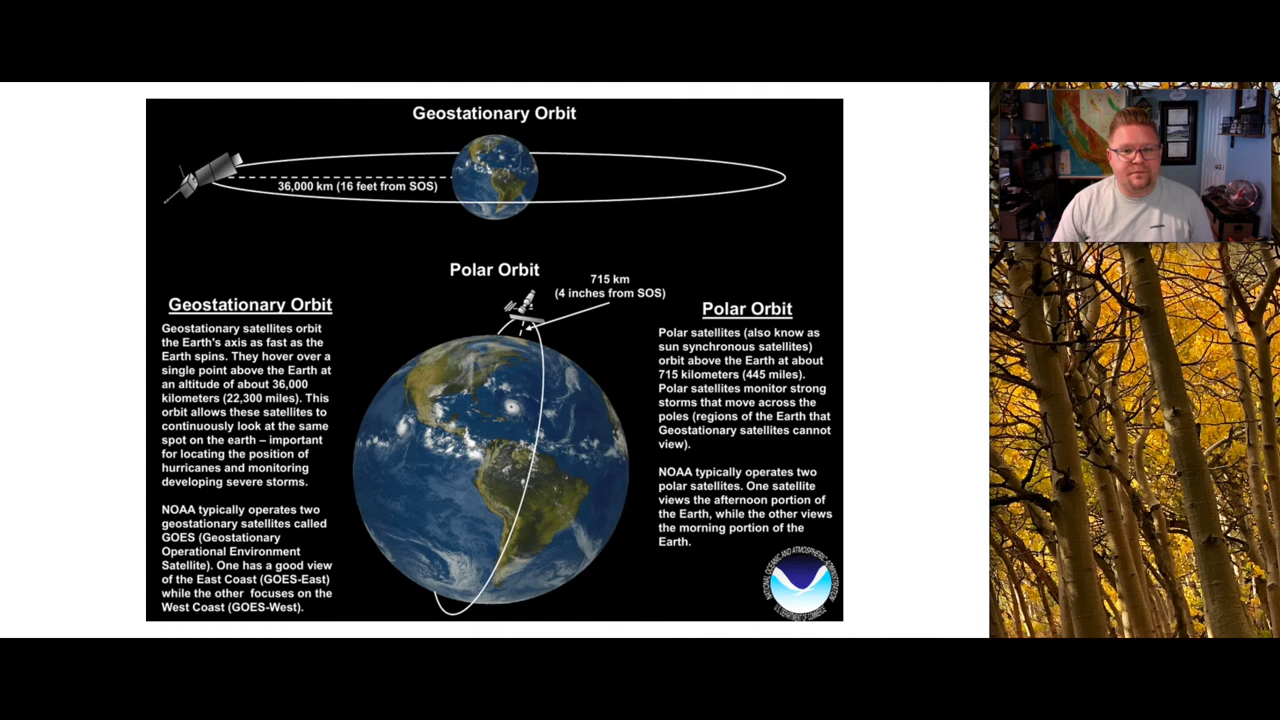 Geostationary Orbit
36,000 km (16 feet from SOS)
Polar Orbit
715 km
(4 inches from SOS)
Geostationary Orbit
Geostationary satellites orbit
the Earth's axis as fast as the
Earth spins. They hover over a
single point above the Earth at
an altitude of about 36,000
kilometers (22,300 miles). This
orbit allows these satellites to
continuously look at the same
spot on the earth – important
for locating the position of
hurricanes and monitoring
developing severe storms.
NOAA typically operates two
geostationary satellites called
GOES (Geostationary
Operational Environment
Satellite). One has a good view
of the East Coast (GOES-East)
while the other focuses on the
West Coast (GOES-West).
Polar Orbit
Polar satellites (also know as
sun synchronous satellites)
orbit above the Earth at about
715 kilometers (445 miles).
Polar satellites monitor strong
storms that move across the
poles (regions of the Earth that
Geostationary satellites cannot
view).
NOAA typically operates two
polar satellites. One satellite
views the afternoon portion of
the Earth, while the other views
the morning portion of the
Earth.
NATIONAL OCEANIC AND ATMOSPHERIC ADMINISTRATION
U.S. DEPARTMENT OF COMMERCE